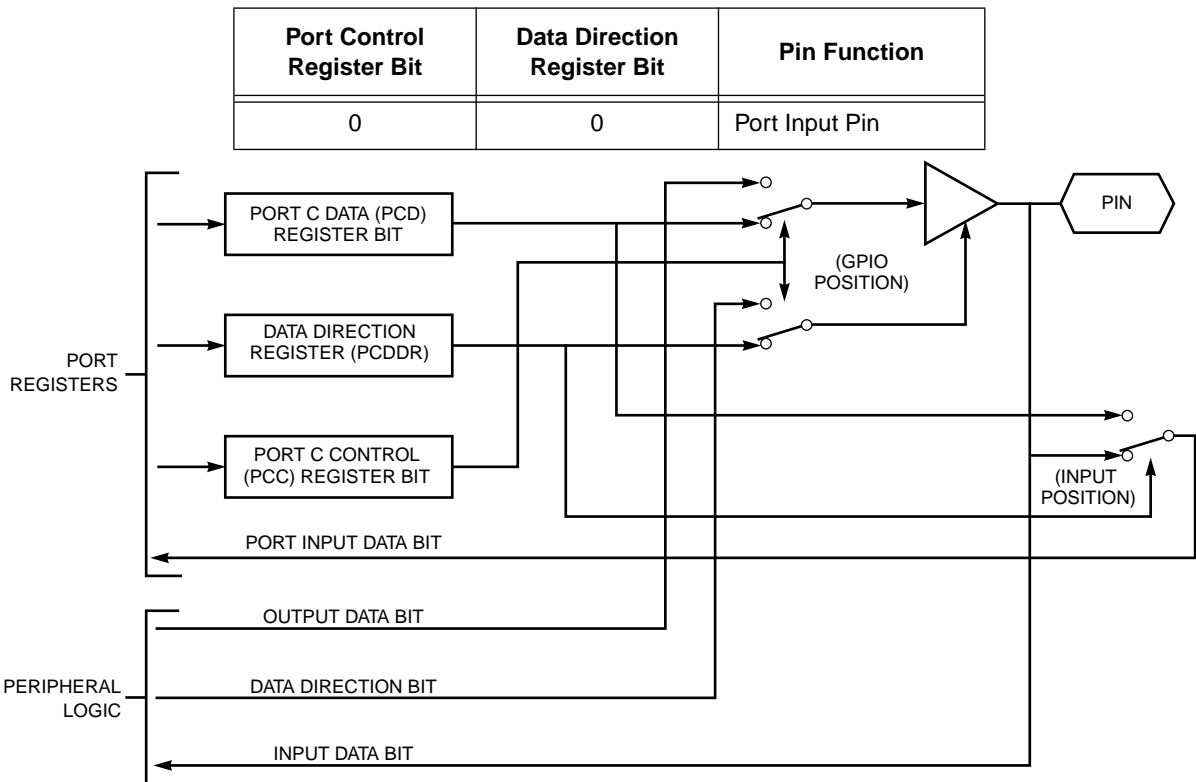 Port Control
Register Bit
Data Direction
Register Bit
Pin Function
0
0
Port Input Pin
PORT C DATA (PCD)
REGISTER BIT
PIN
(GPIO
POSITION)
DATA DIRECTION
REGISTER (PCDDR)
PORT
REGISTERS
PORT C CONTROL
(PCC) REGISTER BIT
(INPUT
POSITION)
PORT INPUT DATA BIT
OUTPUT DATA BIT
PERIPHERAL
LOGIC
DATA DIRECTION BIT
INPUT DATA BIT